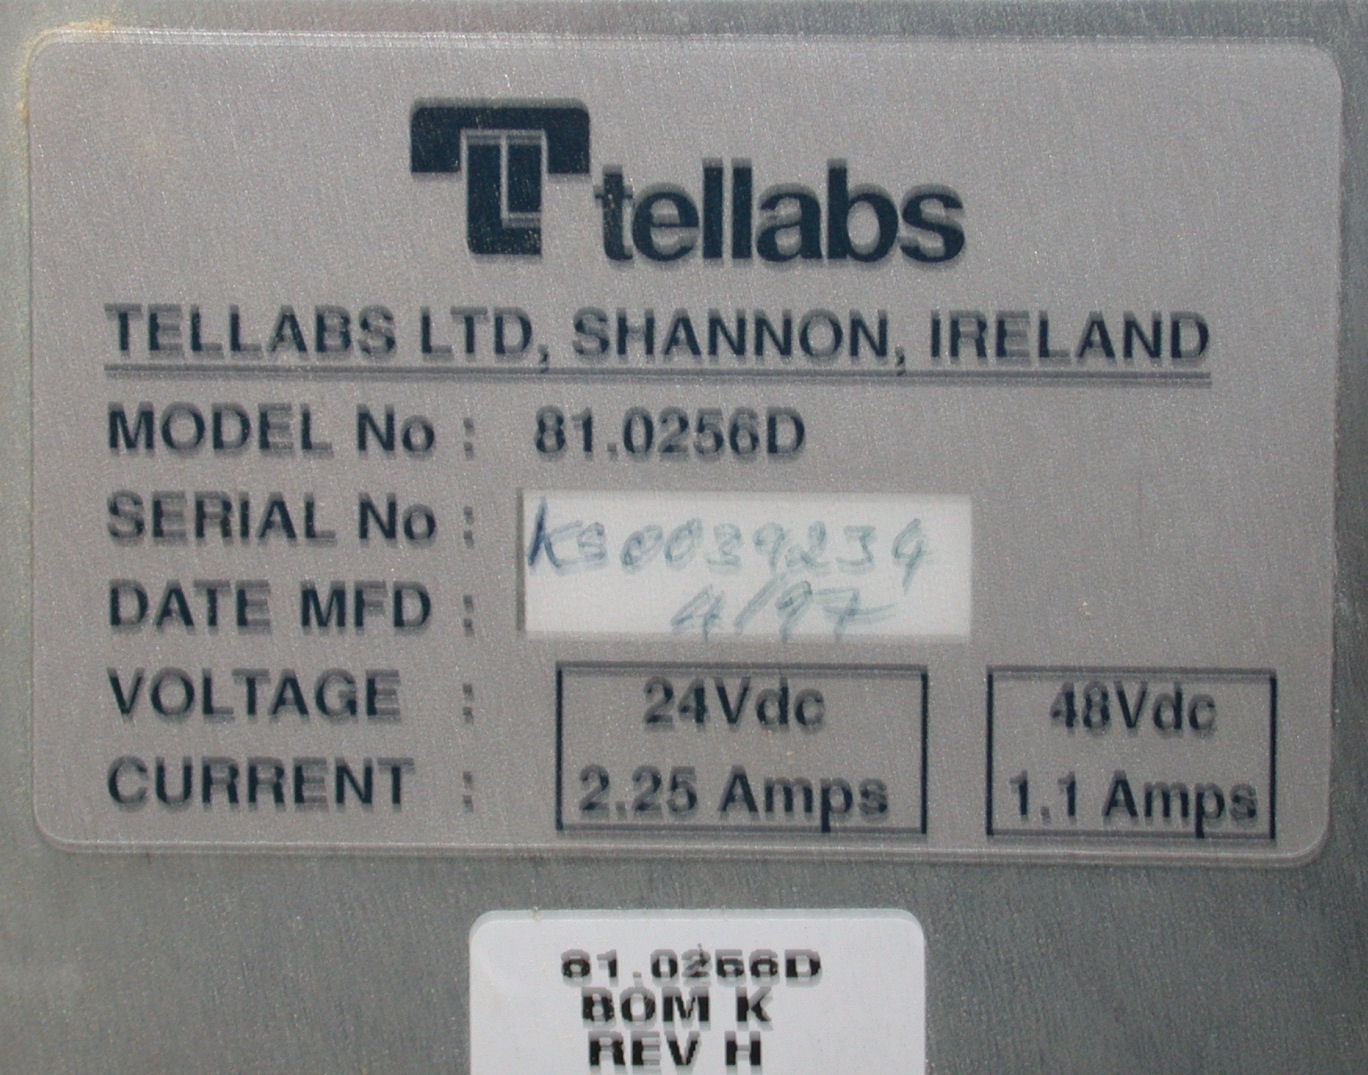 tellabs
TELLABS LTD, SHANNON, IRELAND
MODEL No : 81.0256D
SERIAL No : KS0039234
DATE MFD : 4/97
VOLTAGE : 24Vdc 48Vdc
CURRENT : 2.25 Amps 1.1 Amps
81.0256D
BOM K
REV H